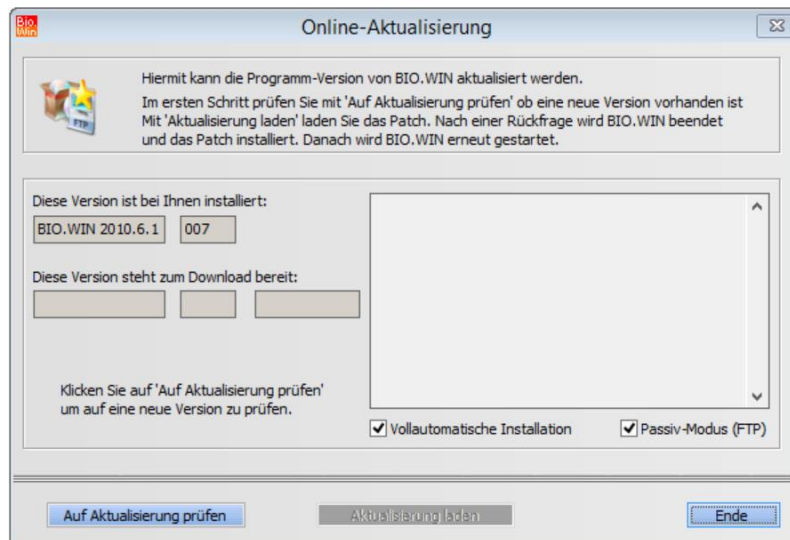 Bio.
Win
Online-Aktualisierung
FTP
Hiermit kann die Programm-Version von BIO.WIN aktualisiert werden.
Im ersten Schritt prüfen Sie mit 'Auf Aktualisierung prüfen' ob eine neue Version vorhanden ist
Mit 'Aktualisierung laden' laden Sie das Patch. Nach einer Rückfrage wird BIO.WIN beendet
und das Patch installiert. Danach wird BIO.WIN erneut gestartet.
Diese Version ist bei Ihnen installiert:
BIO.WIN 2010.6.1 007
Diese Version steht zum Download bereit:
Klicken Sie auf 'Auf Aktualisierung prüfen'
um auf eine neue Version zu prüfen.
Vollautomatische Installation Passiv-Modus (FTP)
Auf Aktualisierung prüfen Aktualisierung laden Ende